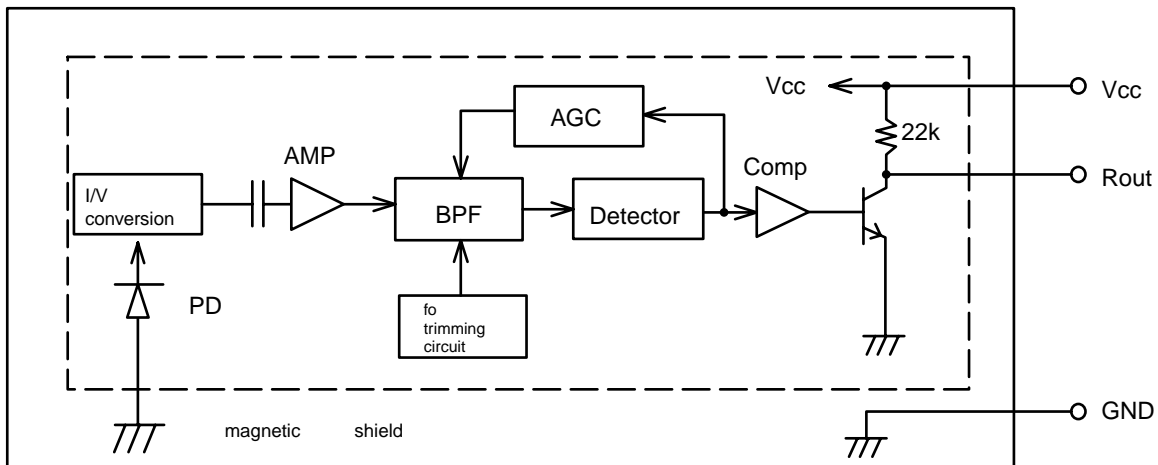 Vcc
Vcc
AGC
22k
AMP
Comp
Rout
I/V
conversion
BPF
Detector
PD
fo
trimming
circuit
GND
magnetic shield